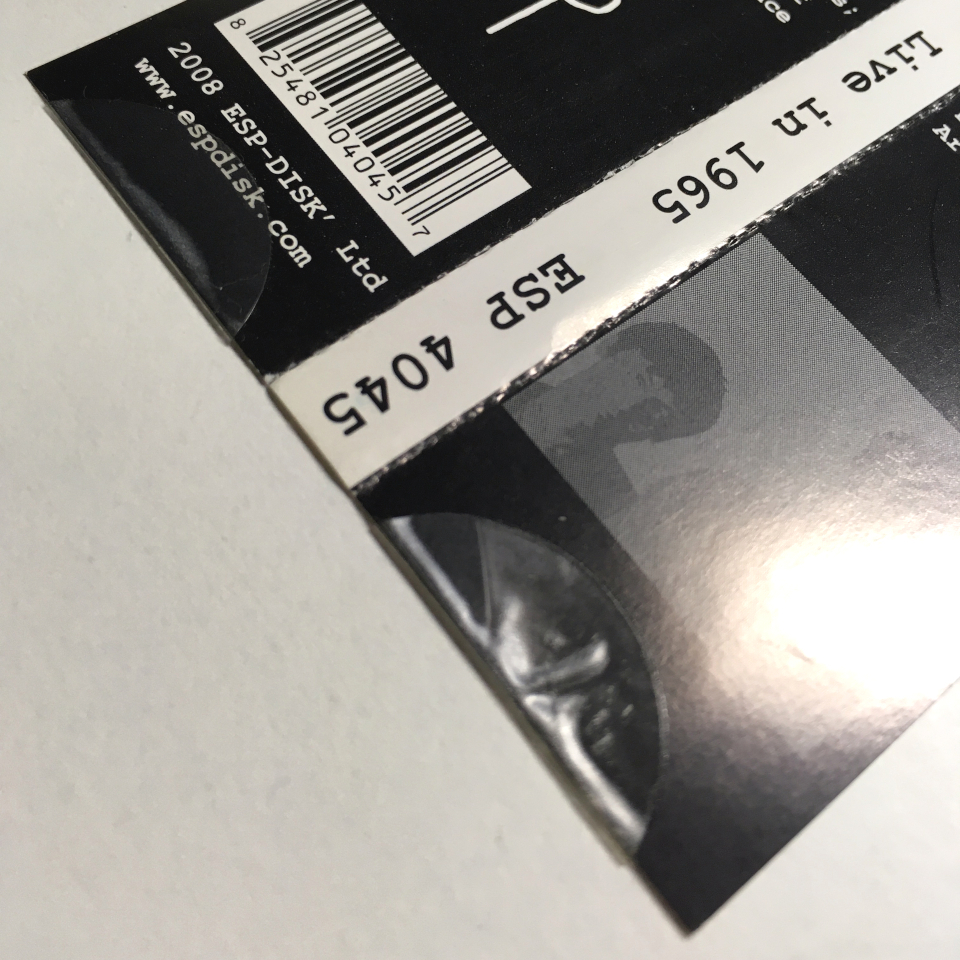 8 25481 04045 7
2008 ESP-DISK' Ltd
www.espdisk.com
Live in 1965 ESP 4045